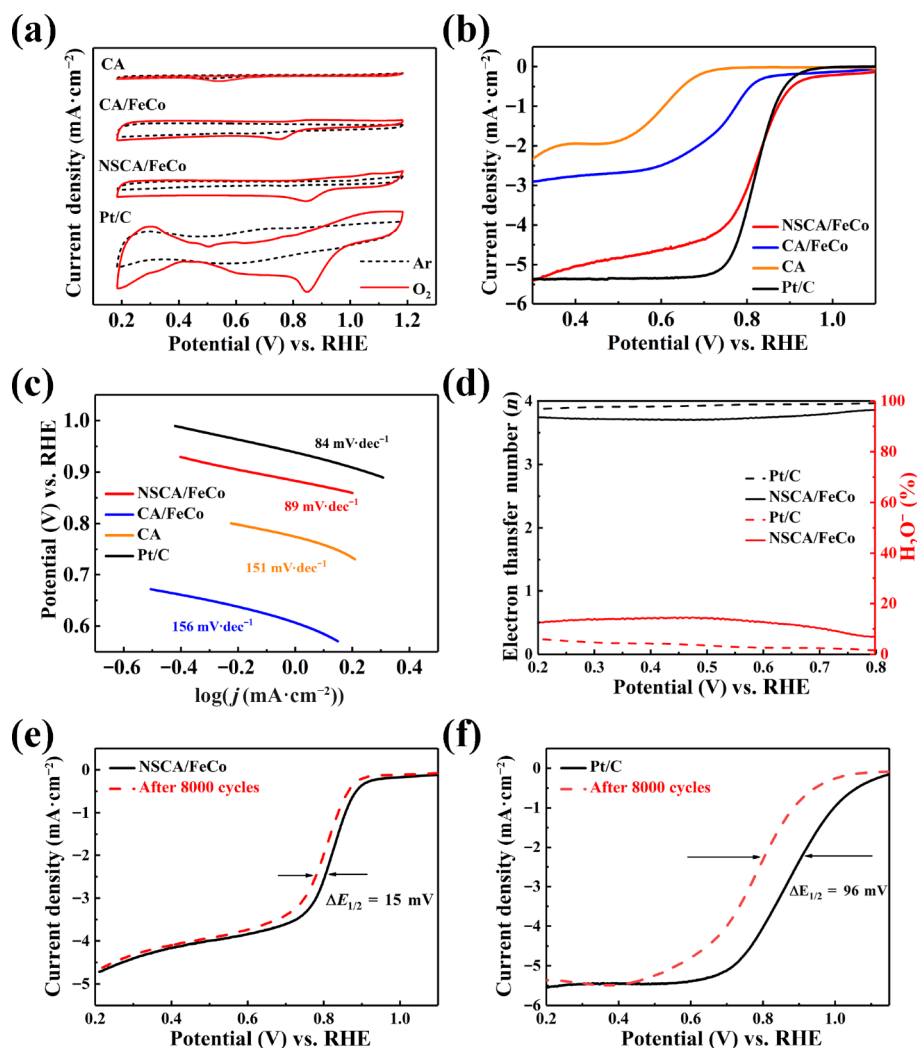 (a)
CA
CA/FeCo
NSCA/FeCo
Pt/C
Ar
O₂
0.2 0.4 0.6 0.8 1.0 1.2
Potential (V) vs. RHE
Current density (mA·cm⁻²)
(b)
0
−1
−2
−3
−4
−5
−6
NSCA/FeCo
CA/FeCo
CA
Pt/C
0.4 0.6 0.8 1.0
Potential (V) vs. RHE
Current density (mA·cm⁻²)
(c)
1.0
0.9
0.8
0.7
0.6
84 mV·dec⁻¹
89 mV·dec⁻¹
151 mV·dec⁻¹
156 mV·dec⁻¹
NSCA/FeCo
CA/FeCo
CA
Pt/C
−0.6 −0.4 −0.2 0.0 0.2 0.4
log(j (mA·cm⁻²))
Potential (V) vs. RHE
(d)
4
3
2
1
0
100
80
60
40
20
0
Pt/C
NSCA/FeCo
Pt/C
NSCA/FeCo
0.2 0.3 0.4 0.5 0.6 0.7 0.8
Potential (V) vs. RHE
Electron thansfer number (n)
H₂O⁻ (%)
(e)
0
−1
−2
−3
−4
−5
NSCA/FeCo
After 8000 cycles
ΔE1/2 = 15 mV
0.2 0.4 0.6 0.8 1.0
Potential (V) vs. RHE
Current density (mA·cm⁻²)
(f)
0
−1
−2
−3
−4
−5
−6
Pt/C
After 8000 cycles
ΔE1/2 = 96 mV
0.2 0.4 0.6 0.8 1.0
Potential (V) vs. RHE
Current density (mA·cm⁻²)